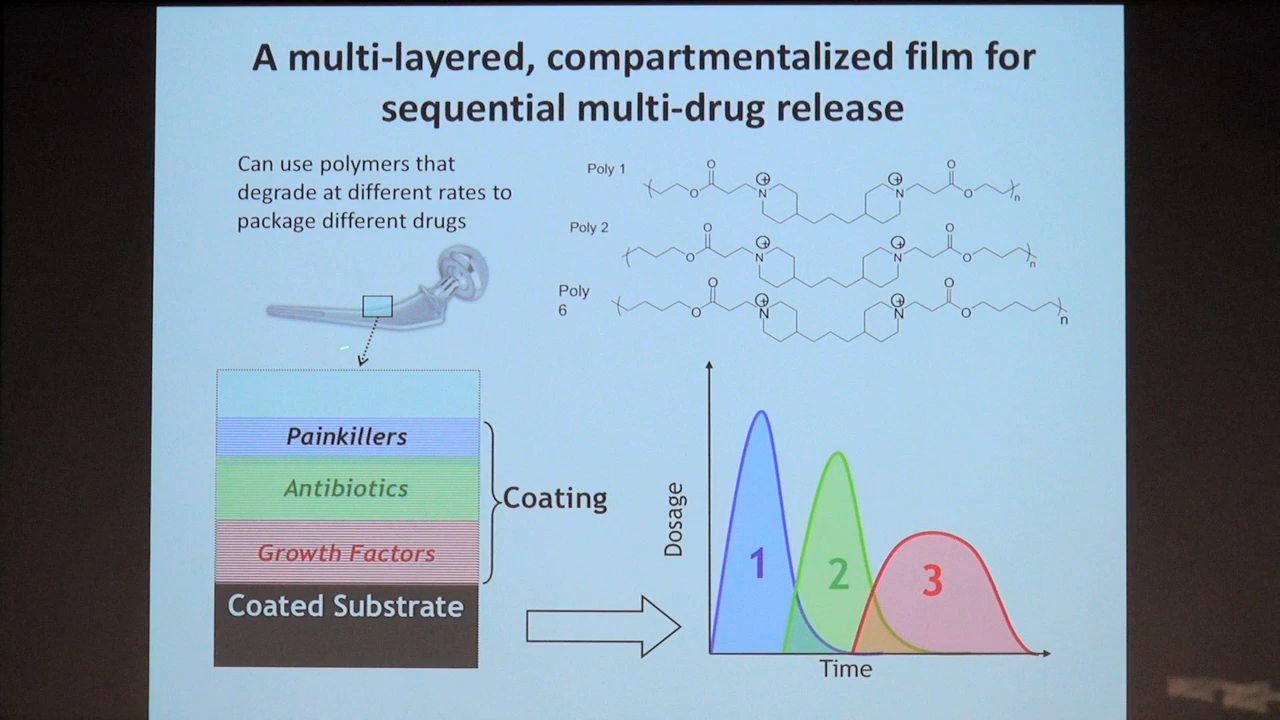 A multi-layered, compartmentalized film for
sequential multi-drug release
Can use polymers that
degrade at different rates to
package different drugs
Poly 1
O
O
N
N
O
O
n
Poly 2
O
O
N
N
O
O
n
Poly
6
O
O
N
N
O
O
n
Painkillers
Antibiotics
Growth Factors
Coated Substrate
Coating
Dosage
1
2
3
Time